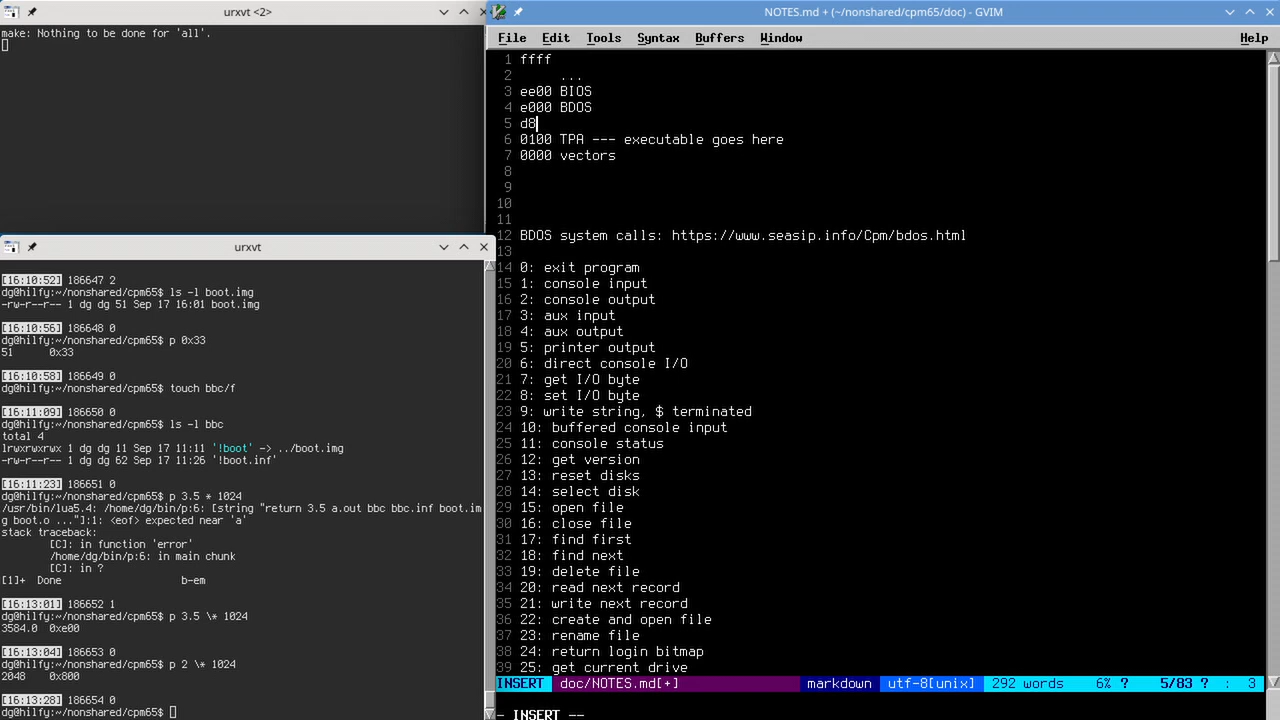 urxvt <2>
make: Nothing to be done for 'all'.
urxvt
[16:10:52] 186647 2
dg@hilfy:~/nonshared/cpm65$ ls -l boot.img
-rw-r--r-- 1 dg dg 51 Sep 17 16:01 boot.img
[16:10:56] 186648 0
dg@hilfy:~/nonshared/cpm65$ p 0x33
51      0x33
[16:10:58] 186649 0
dg@hilfy:~/nonshared/cpm65$ touch bbc/f
[16:11:09] 186650 0
dg@hilfy:~/nonshared/cpm65$ ls -l bbc
total 4
lrwxrwxrwx 1 dg dg 11 Sep 17 11:11 '!boot' -> ../boot.img
-rw-r--r-- 1 dg dg 62 Sep 17 11:26 '!boot.inf'
[16:11:23] 186651 0
dg@hilfy:~/nonshared/cpm65$ p 3.5 * 1024
/usr/bin/lua5.4: /home/dg/bin/p:6: [string "return 3.5 a.out bbc bbc.inf boot.im
g boot.o ..."]:1: <eof> expected near 'a'
stack traceback:
[C]: in function 'error'
/home/dg/bin/p:6: in main chunk
[C]: in ?
[1]+  Done                    b-em
[16:13:01] 186652 1
dg@hilfy:~/nonshared/cpm65$ p 3.5 \* 1024
3584.0  0xe00
[16:13:04] 186653 0
dg@hilfy:~/nonshared/cpm65$ p 2 \* 1024
2048    0x800
[16:13:28] 186654 0
dg@hilfy:~/nonshared/cpm65$
NOTES.md + (~/nonshared/cpm65/doc) - GVIM
File Edit Tools Syntax Buffers Window Help
1 ffff
2      ...
3 ee00 BIOS
4 e000 BDOS
5 d8
6 0100 TPA --- executable goes here
7 0000 vectors
8
9
10
11
12 BDOS system calls: https://www.seasip.info/Cpm/bdos.html
13
14 0: exit program
15 1: console input
16 2: console output
17 3: aux input
18 4: aux output
19 5: printer output
20 6: direct console I/O
21 7: get I/O byte
22 8: set I/O byte
23 9: write string, $ terminated
24 10: buffered console input
25 11: console status
26 12: get version
27 13: reset disks
28 14: select disk
29 15: open file
30 16: close file
31 17: find first
32 18: find next
33 19: delete file
34 20: read next record
35 21: write next record
36 22: create and open file
37 23: rename file
38 24: return login bitmap
39 25: get current drive
INSERT doc/NOTES.md[+] markdown utf-8[unix] 292 words 6% ? 5/83 ? : 3
- INSERT --